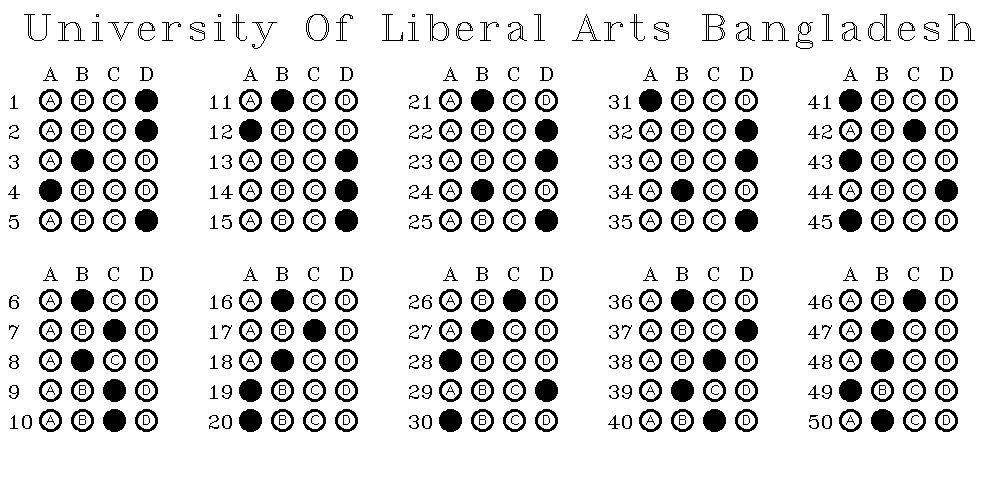 University Of Liberal Arts Bangladesh
A B C D A B C D A B C D A B C D A B C D
1 A B C 11 A C D 21 A C D 31 B C D 41 B C D
2 A B C 12 B C D 22 A B C 32 A B C 42 A B D
3 A C D 13 A B C 23 A B C 33 A B C 43 B C D
4 B C D 14 A B C 24 A C D 34 A C D 44 A B C
5 A B C 15 A B C 25 A B C 35 A B C 45 B C D
A B C D A B C D A B C D A B C D A B C D
6 A C D 16 A C D 26 A B D 36 A C D 46 A B D
7 A B D 17 A B D 27 A C D 37 A B C 47 A C D
8 A C D 18 A C D 28 B C D 38 A B D 48 A C D
9 A B D 19 B C D 29 A B C 39 A C D 49 B C D
10 A B D 20 B C D 30 B C D 40 A B D 50 A C D